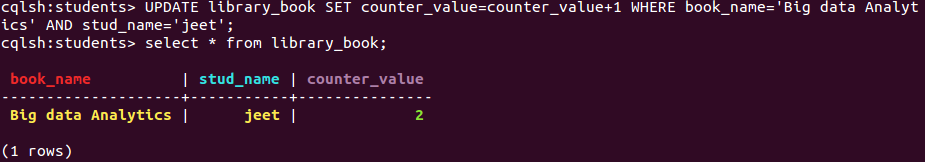 cqlsh:students> UPDATE library_book SET counter_value=counter_value+1 WHERE book_name='Big data Analyt
ics' AND stud_name='jeet';
cqlsh:students> select * from library_book;
 book_name          | stud_name | counter_value
--------------------+-----------+---------------
 Big data Analytics |      jeet |             2
(1 rows)